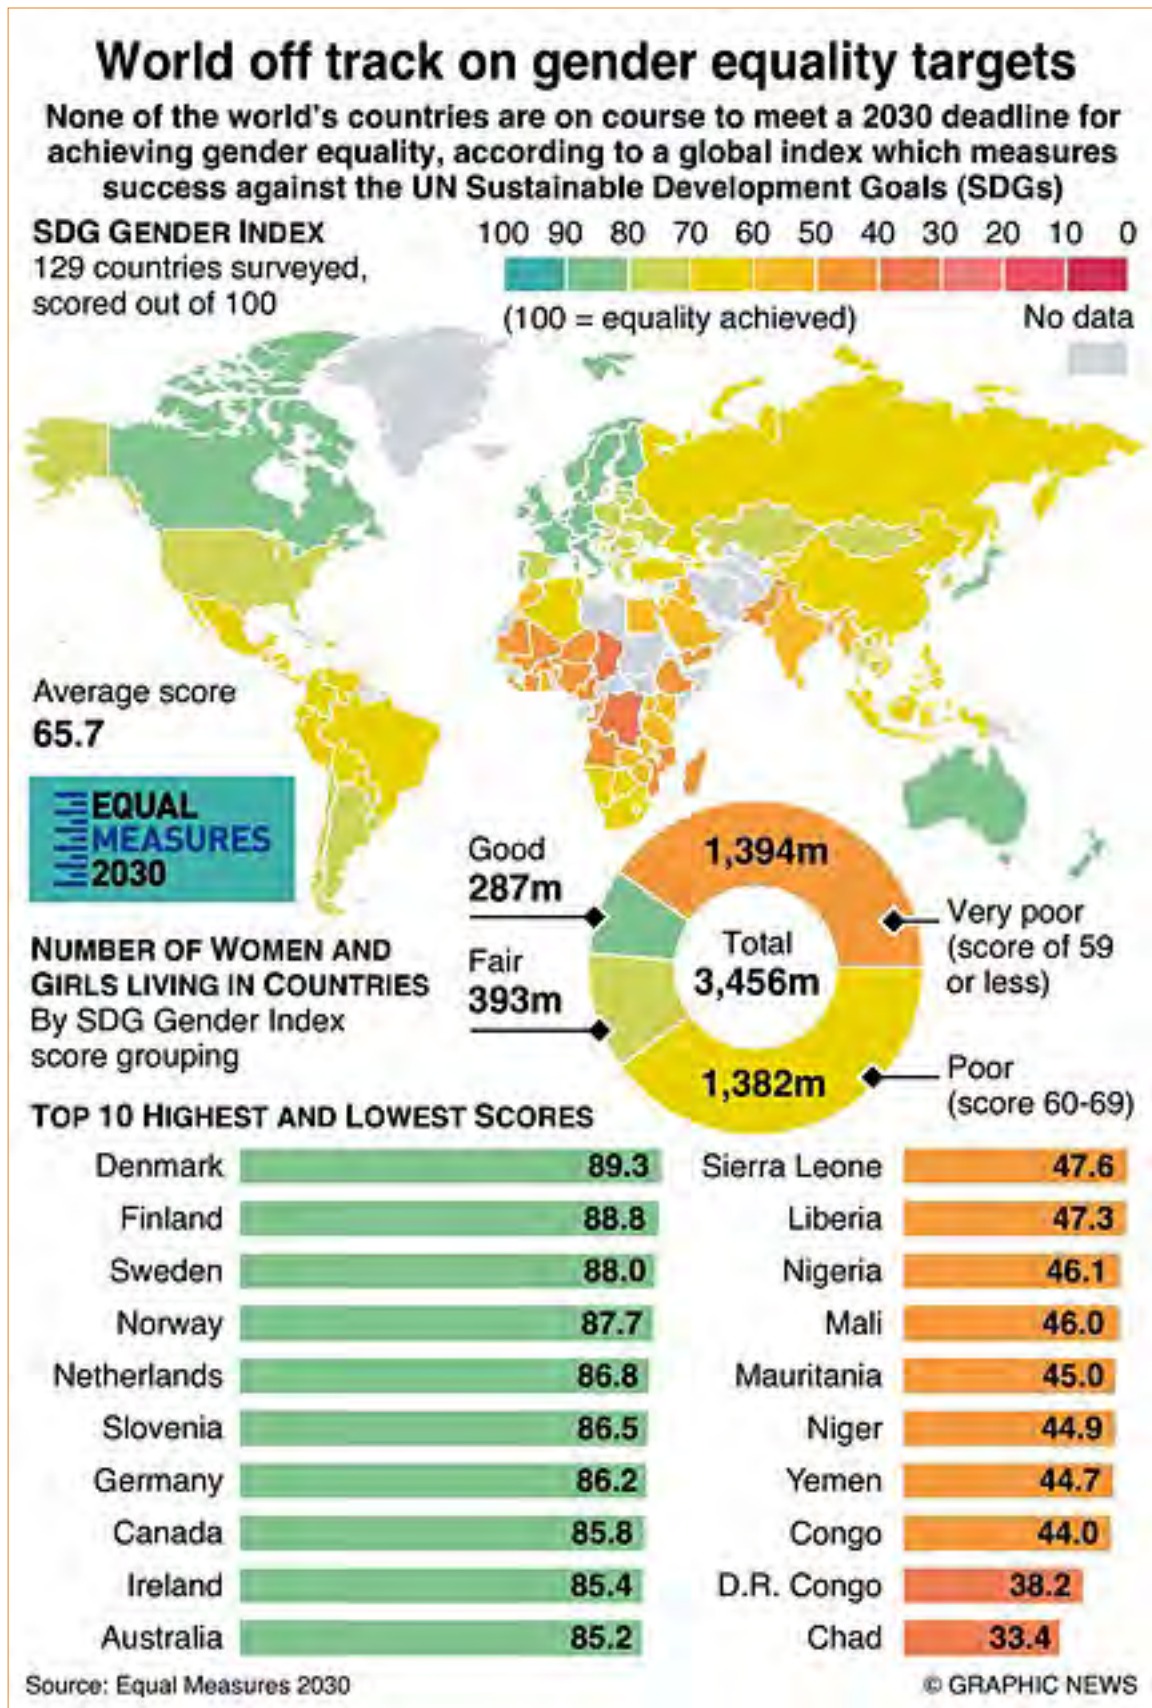 World off track on gender equality targets
None of the world's countries are on course to meet a 2030 deadline for
achieving gender equality, according to a global index which measures
success against the UN Sustainable Development Goals (SDGs)
SDG GENDER INDEX
129 countries surveyed,
scored out of 100
100 90 80 70 60 50 40 30 20 10 0
(100 = equality achieved)
No data
Average score
65.7
EQUAL
MEASURES
2030
NUMBER OF WOMEN AND
GIRLS LIVING IN COUNTRIES
By SDG Gender Index
score grouping
Good
287m
Fair
393m
1,394m
Total
3,456m
1,382m
Very poor
(score of 59
or less)
Poor
(score 60-69)
TOP 10 HIGHEST AND LOWEST SCORES
Denmark 89.3
Finland 88.8
Sweden 88.0
Norway 87.7
Netherlands 86.8
Slovenia 86.5
Germany 86.2
Canada 85.8
Ireland 85.4
Australia 85.2
Sierra Leone 47.6
Liberia 47.3
Nigeria 46.1
Mali 46.0
Mauritania 45.0
Niger 44.9
Yemen 44.7
Congo 44.0
D.R. Congo 38.2
Chad 33.4
Source: Equal Measures 2030
© GRAPHIC NEWS